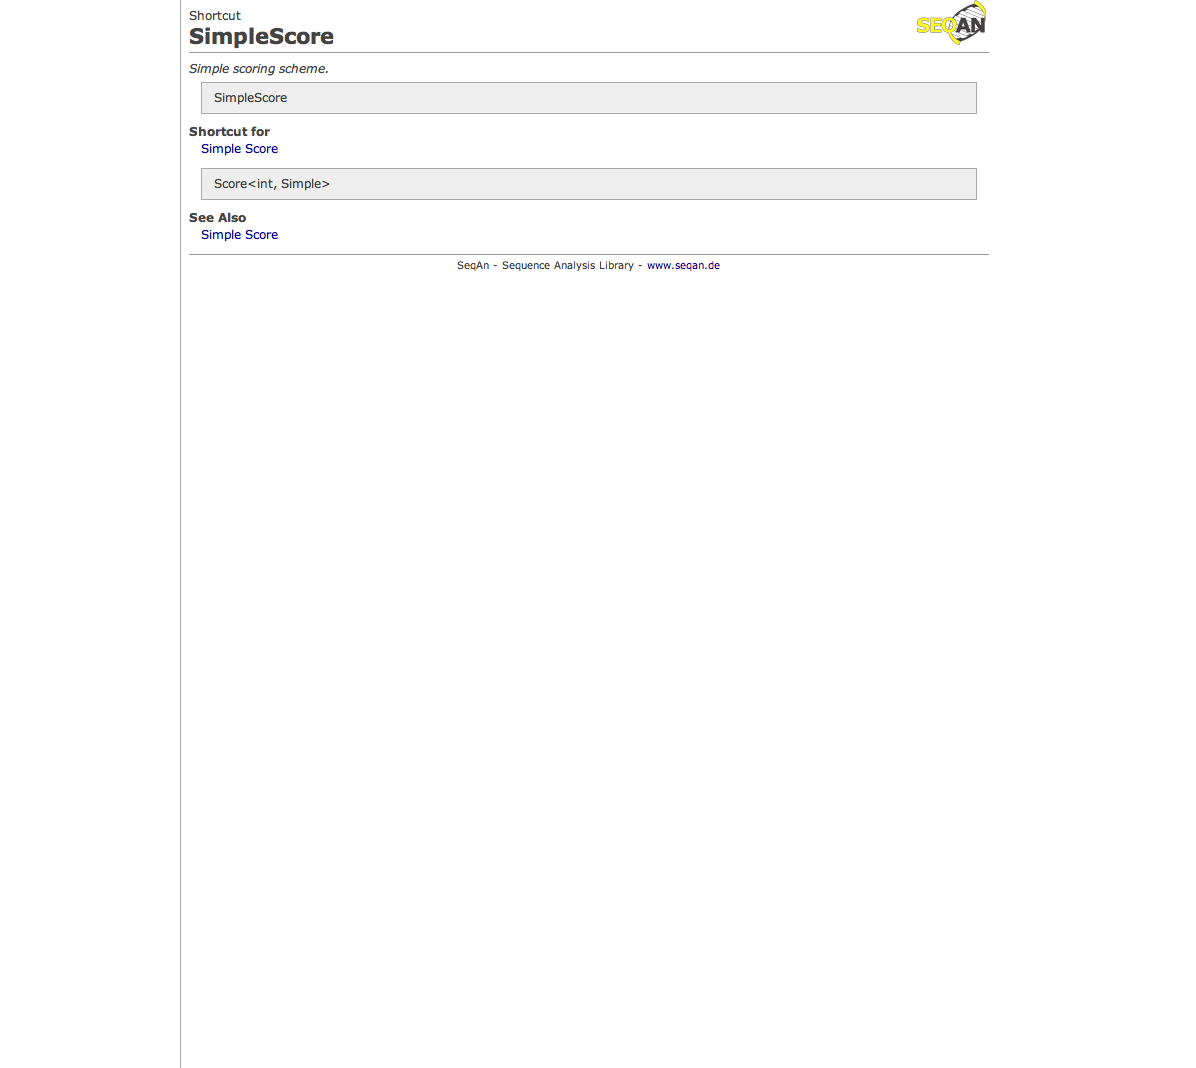 Shortcut
SimpleScore
SEQAN
Simple scoring scheme.
SimpleScore
Shortcut for
Simple Score
Score<int, Simple>
See Also
Simple Score
SeqAn - Sequence Analysis Library - www.seqan.de